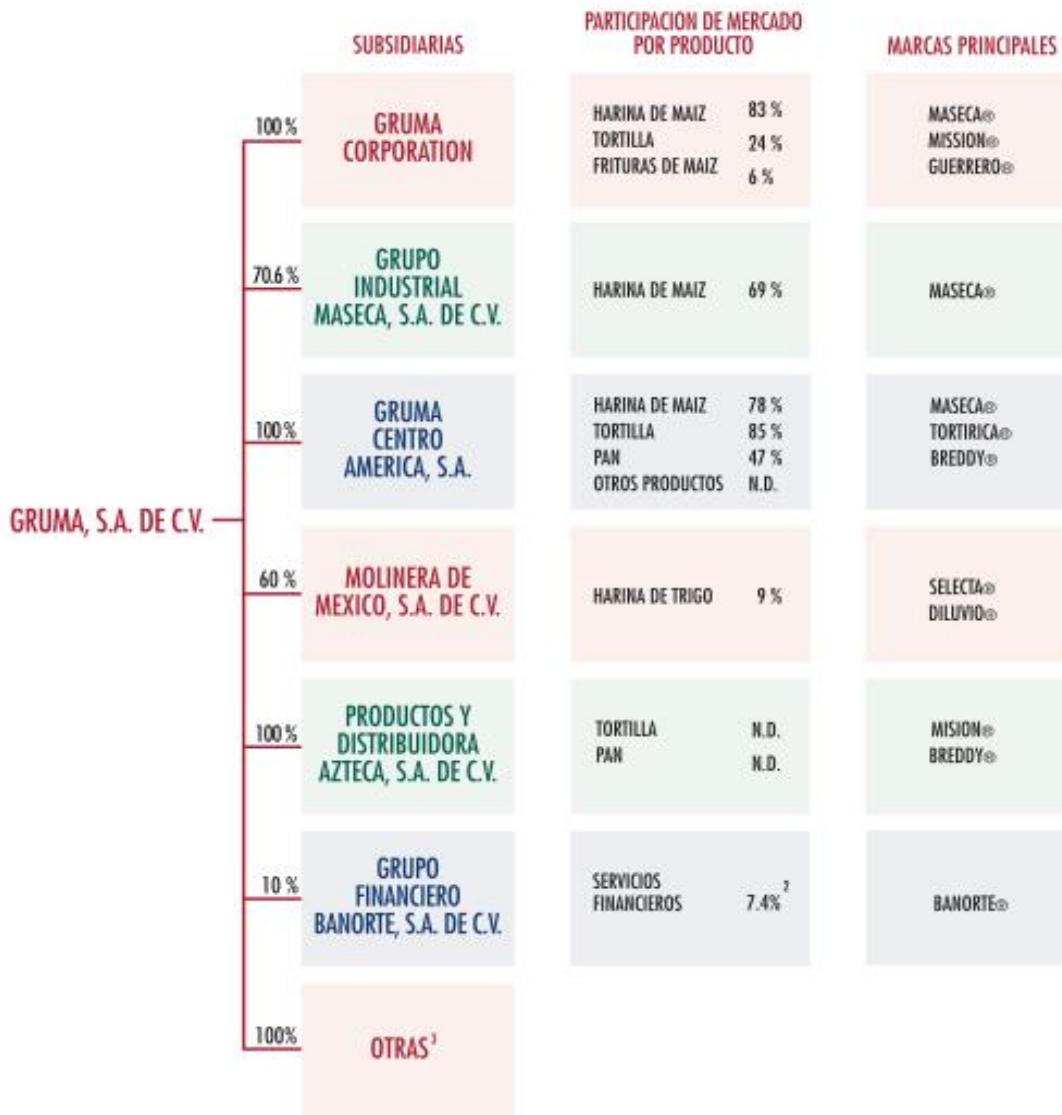 SUBSIDIARIAS
PARTICIPACION DE MERCADO
POR PRODUCTO
MARCAS PRINCIPALES
GRUMA, S.A. DE C.V.
100 %
GRUMA
CORPORATION
HARINA DE MAIZ 83 %
TORTILLA 24 %
FRITURAS DE MAIZ 6 %
MASECA®
MISSION®
GUERRERO®
70.6 %
GRUPO
INDUSTRIAL
MASECA, S.A. DE C.V.
HARINA DE MAIZ 69 %
MASECA®
100%
GRUMA
CENTRO
AMERICA, S.A.
HARINA DE MAIZ 78 %
TORTILLA 85 %
PAN 47 %
OTROS PRODUCTOS N.D.
MASECA®
TORTIRICA®
BREDDY®
60 %
MOLINERA DE
MEXICO, S.A. DE C.V.
HARINA DE TRIGO 9 %
SELECTA®
DILUVIO®
100 %
PRODUCTOS Y
DISTRIBUIDORA
AZTECA, S.A. DE C.V.
TORTILLA N.D.
PAN N.D.
MISION®
BREDDY®
10 %
GRUPO
FINANCIERO
BANORTE, S.A. DE C.V.
SERVICIOS
FINANCIEROS 7.4% 2
BANORTE®
100%
OTRAS 3